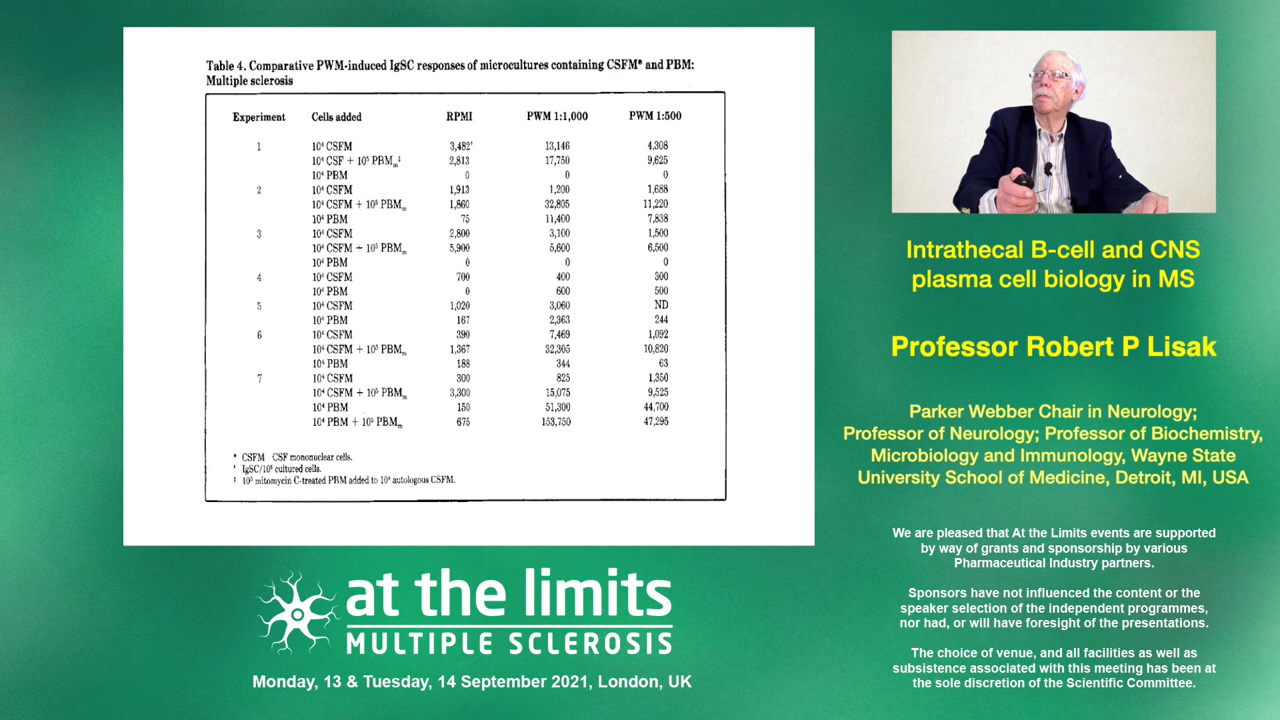 Table 4. Comparative PWM-induced IgSC responses of microcultures containing CSFM* and PBM:
Multiple sclerosis
Experiment Cells added RPMI PWM 1:1,000 PWM 1:500
1 10⁴ CSFM 3,482† 13,146 4,308
10⁴ CSF + 10⁵ PBMₘ‡ 2,813 17,750 9,625
10⁴ PBM 0 0 0
2 10⁴ CSFM 1,913 1,200 1,688
10⁴ CSFM + 10⁵ PBMₘ 1,860 32,805 11,220
10⁴ PBM 75 11,400 7,838
3 10⁴ CSFM 2,800 3,100 1,500
10⁴ CSFM + 10⁵ PBMₘ 5,900 5,600 6,500
10⁴ PBM 0 0 0
4 10⁴ CSFM 700 400 300
10⁴ PBM 0 600 500
5 10⁴ CSFM 1,020 3,060 ND
10⁴ PBM 167 2,363 244
6 10⁴ CSFM 390 7,469 1,092
10⁴ CSFM + 10⁵ PBMₘ 1,367 32,305 10,820
10⁴ PBM 188 344 63
7 10⁴ CSFM 300 825 1,350
10⁴ CSFM + 10⁵ PBMₘ 3,300 15,075 9,525
10⁴ PBM 150 51,300 44,700
10⁴ PBM + 10⁵ PBMₘ 675 153,750 47,295
* CSFM CSF mononuclear cells.
† IgSC/10⁶ cultured cells.
‡ 10⁵ mitomycin C-treated PBM added to 10⁴ autologous CSFM.
at the limits
MULTIPLE SCLEROSIS
Monday, 13 & Tuesday, 14 September 2021, London, UK
Intrathecal B-cell and CNS
plasma cell biology in MS
Professor Robert P Lisak
Parker Webber Chair in Neurology;
Professor of Neurology; Professor of Biochemistry,
Microbiology and Immunology, Wayne State
University School of Medicine, Detroit, MI, USA
We are pleased that At the Limits events are supported
by way of grants and sponsorship by various
Pharmaceutical Industry partners.
Sponsors have not influenced the content or the
speaker selection of the independent programmes,
nor had, or will have foresight of the presentations.
The choice of venue, and all facilities as well as
subsistence associated with this meeting has been at
the sole discretion of the Scientific Committee.